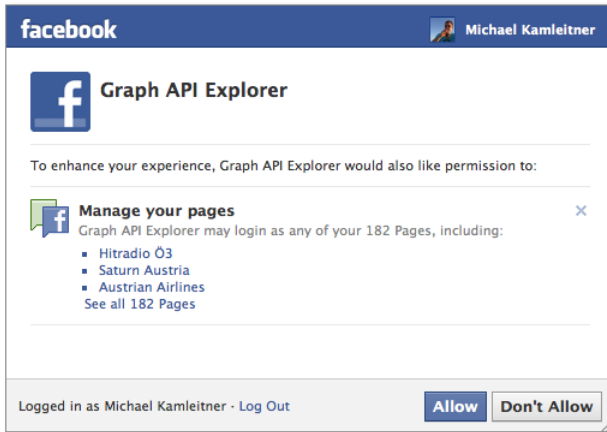 facebook
Michael Kamleitner
Graph API Explorer
To enhance your experience, Graph API Explorer would also like permission to:
Manage your pages
Graph API Explorer may login as any of your 182 Pages, including:
Hitradio Ö3
Saturn Austria
Austrian Airlines
See all 182 Pages
Logged in as Michael Kamleitner · Log Out
Allow
Don't Allow